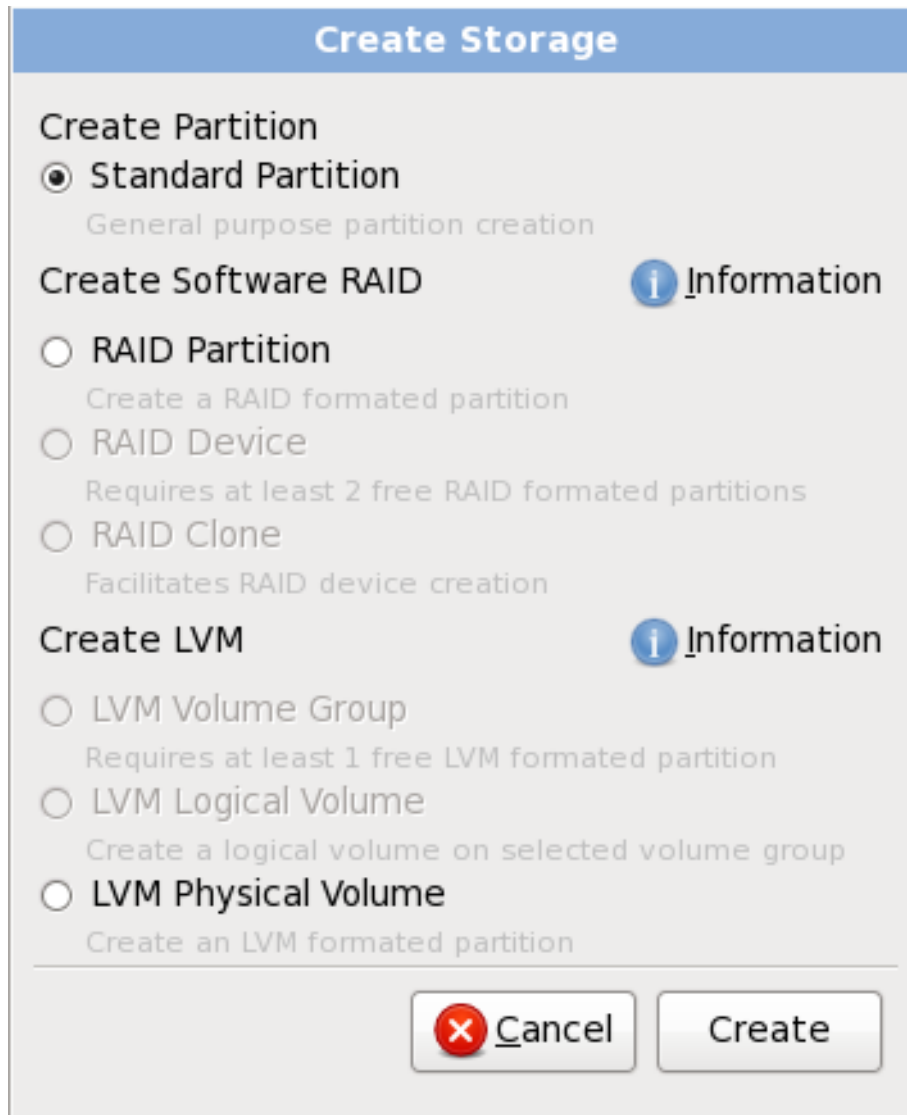 Create Storage
Create Partition
Standard Partition
General purpose partition creation
Create Software RAID
Information
RAID Partition
Create a RAID formated partition
RAID Device
Requires at least 2 free RAID formated partitions
RAID Clone
Facilitates RAID device creation
Create LVM
Information
LVM Volume Group
Requires at least 1 free LVM formated partition
LVM Logical Volume
Create a logical volume on selected volume group
LVM Physical Volume
Create an LVM formated partition
Cancel
Create